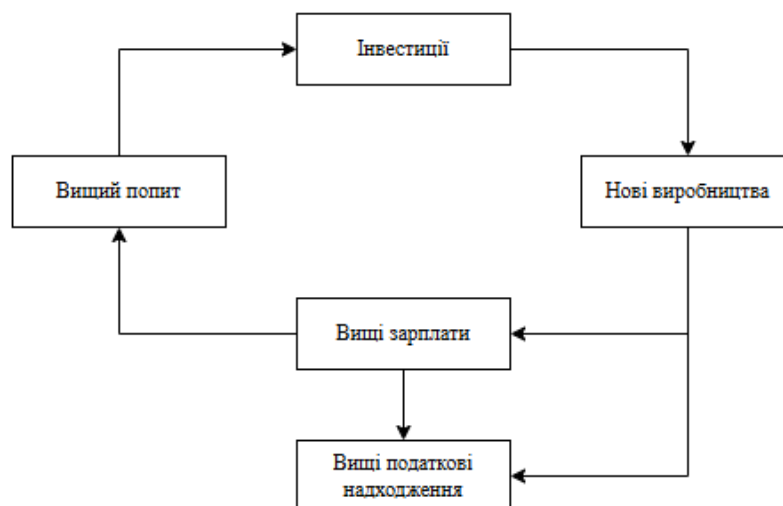 Інвестиції
Вищий попит
Нові виробництва
Вищі зарплати
Вищі податкові
надходження